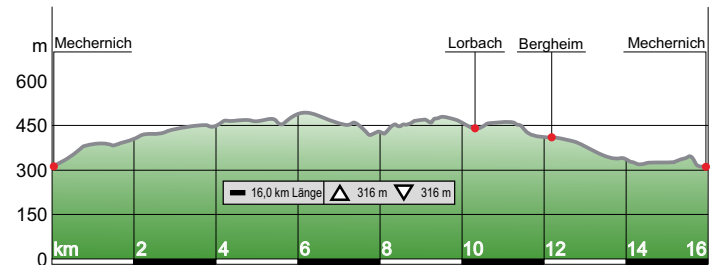 m
Mechernich
Lorbach
Bergheim
Mechernich
600
450
300
150
0
16,0 km Länge 316 m 316 m
km 2 4 6 8 10 12 14 16